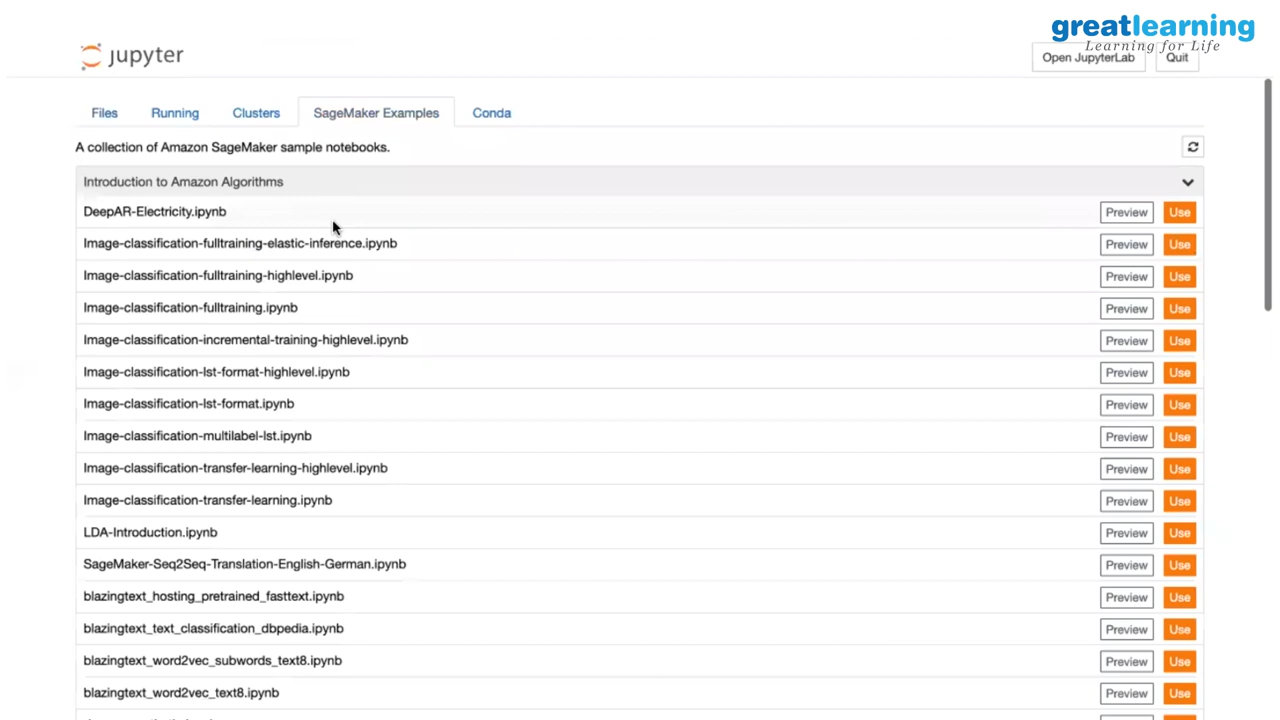 greatlearning
Learning for Life
jupyter
Open JupyterLab
Quit
Files
Running
Clusters
SageMaker Examples
Conda
A collection of Amazon SageMaker sample notebooks.
Introduction to Amazon Algorithms
DeepAR-Electricity.ipynb Preview Use
Image-classification-fulltraining-elastic-inference.ipynb Preview Use
Image-classification-fulltraining-highlevel.ipynb Preview Use
Image-classification-fulltraining.ipynb Preview Use
Image-classification-incremental-training-highlevel.ipynb Preview Use
Image-classification-lst-format-highlevel.ipynb Preview Use
Image-classification-lst-format.ipynb Preview Use
Image-classification-multilabel-lst.ipynb Preview Use
Image-classification-transfer-learning-highlevel.ipynb Preview Use
Image-classification-transfer-learning.ipynb Preview Use
LDA-Introduction.ipynb Preview Use
SageMaker-Seq2Seq-Translation-English-German.ipynb Preview Use
blazingtext_hosting_pretrained_fasttext.ipynb Preview Use
blazingtext_text_classification_dbpedia.ipynb Preview Use
blazingtext_word2vec_subwords_text8.ipynb Preview Use
blazingtext_word2vec_text8.ipynb Preview Use